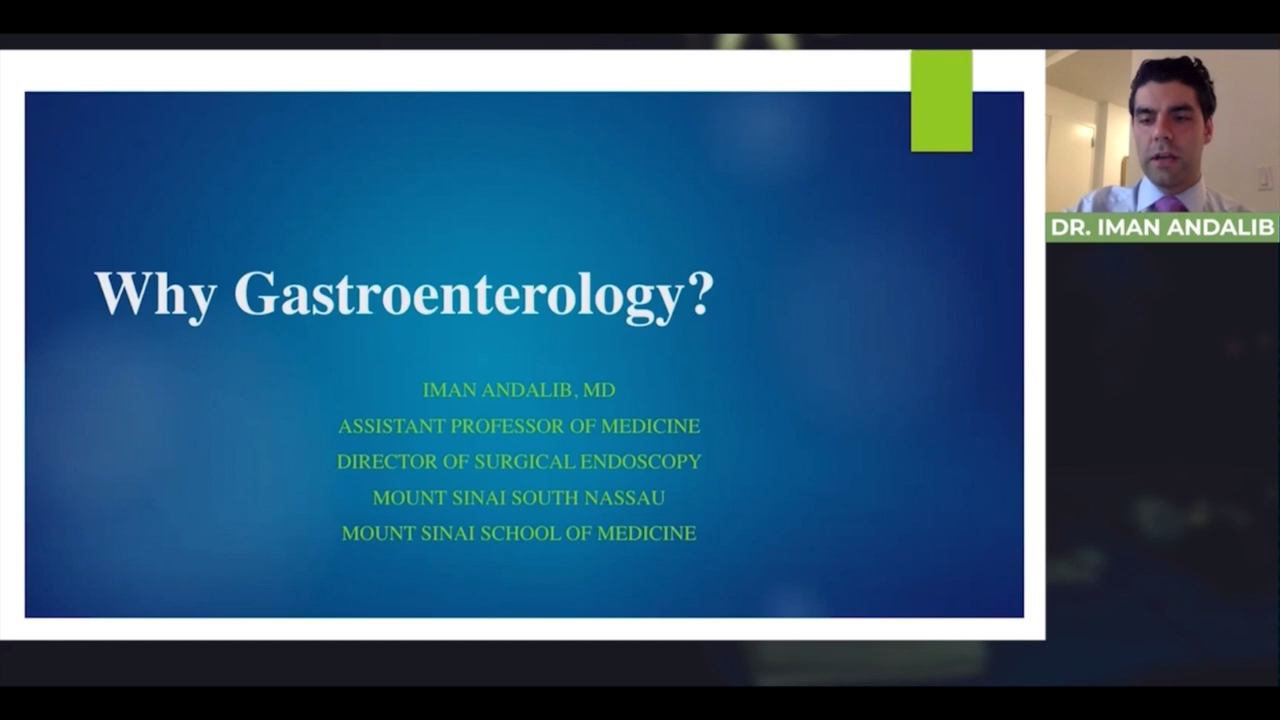 Why Gastroenterology?
IMAN ANDALIB, MD
ASSISTANT PROFESSOR OF MEDICINE
DIRECTOR OF SURGICAL ENDOSCOPY
MOUNT SINAI SOUTH NASSAU
MOUNT SINAI SCHOOL OF MEDICINE
DR. IMAN ANDALIB